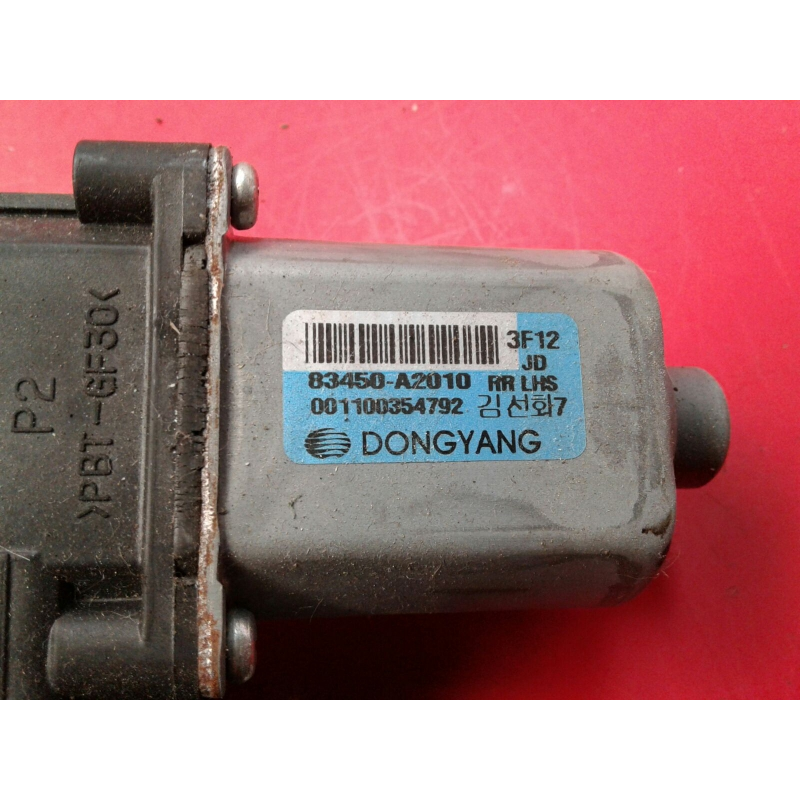 3F12
JD
83450-A2010 RR LHS
001100354792 김선화7
DONGYANG
P2
>PBT-GF30<